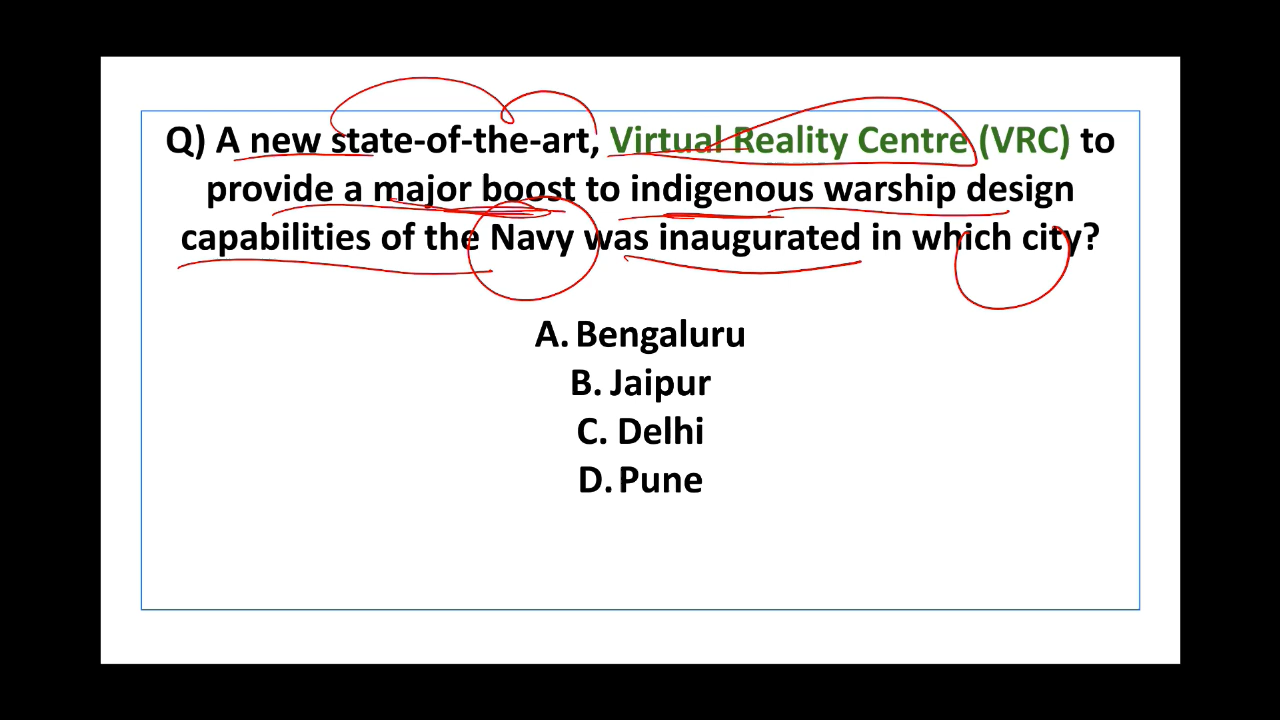 Q) A new state-of-the-art, Virtual Reality Centre (VRC) to
provide a major boost to indigenous warship design
capabilities of the Navy was inaugurated in which city?
A. Bengaluru
B. Jaipur
C. Delhi
D. Pune